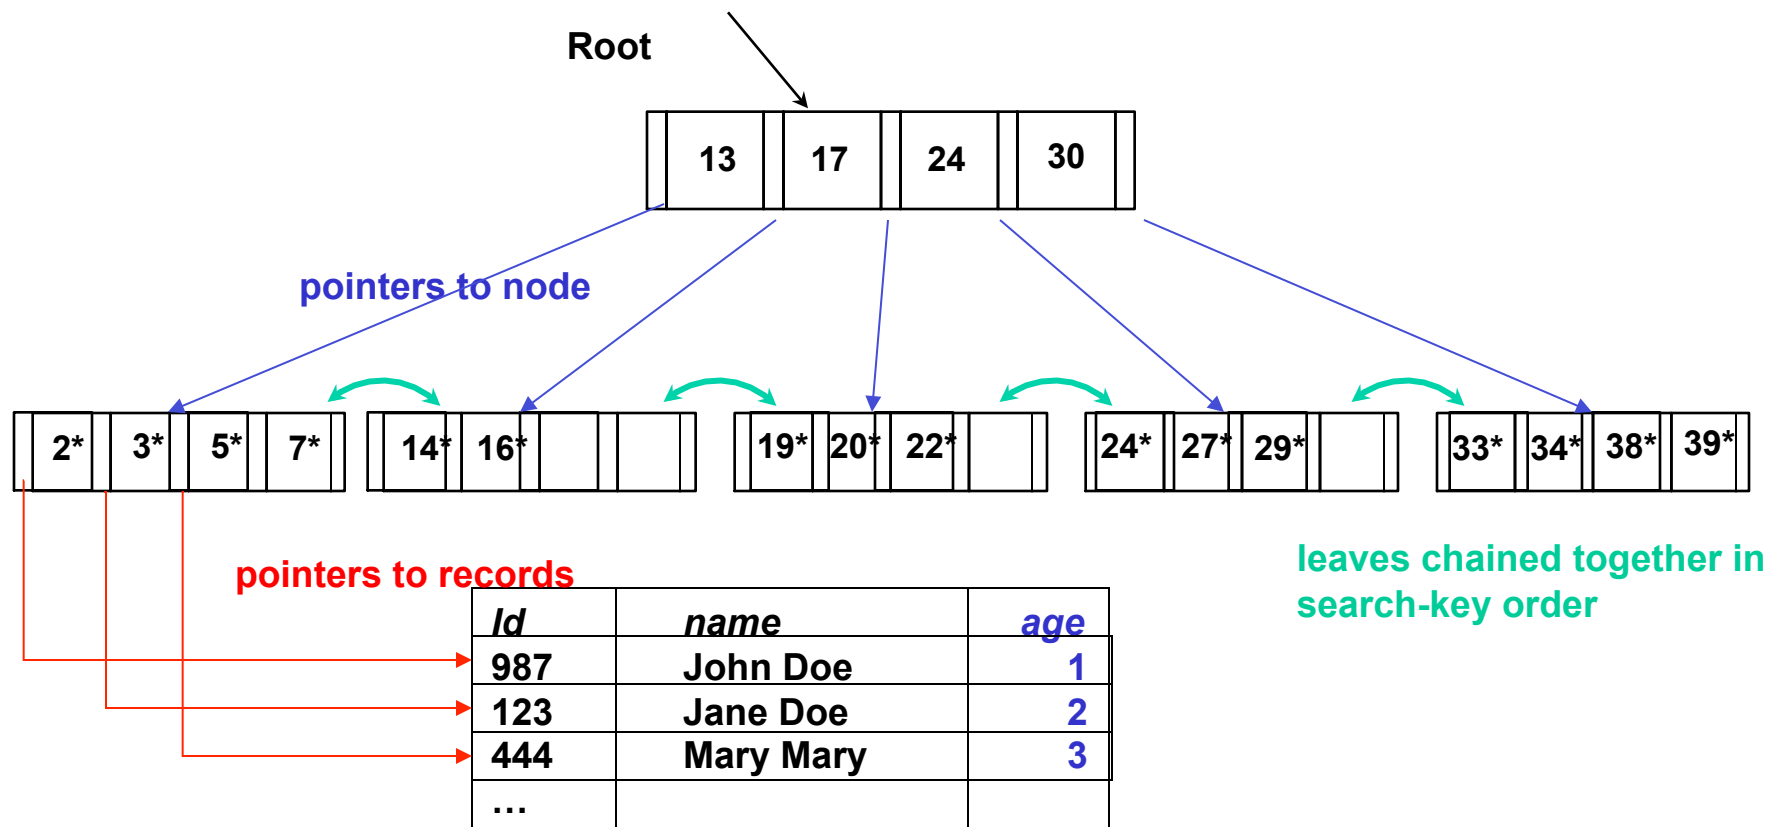 Root
13 17 24 30
pointers to node
2* 3* 5* 7* 14* 16* 19* 20* 22* 24* 27* 29* 33* 34* 38* 39*
pointers to records
leaves chained together in
search-key order
Id name age
987 John Doe 1
123 Jane Doe 2
444 Mary Mary 3
…